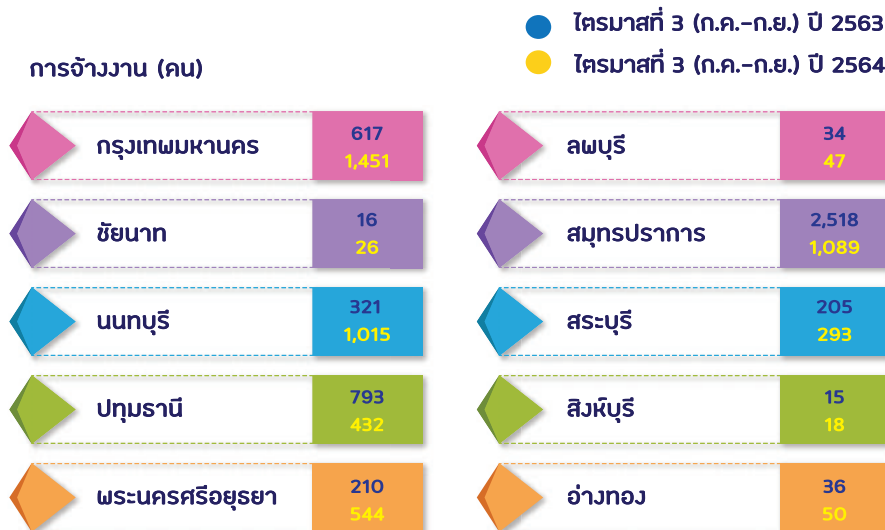 ไตรมาสที่ 3 (ก.ค.-ก.ย.) ปี 2563
ไตรมาสที่ 3 (ก.ค.-ก.ย.) ปี 2564
การจ้างงาน (คน)
กรุงเทพมหานคร
617
1,451
ชัยนาท
16
26
นนทบุรี
321
1,015
ปทุมธานี
793
432
พระนครศรีอยุธยา
210
544
ลพบุรี
34
47
สมุทรปราการ
2,518
1,089
สระบุรี
205
293
สิงห์บุรี
15
18
อ่างทอง
36
50